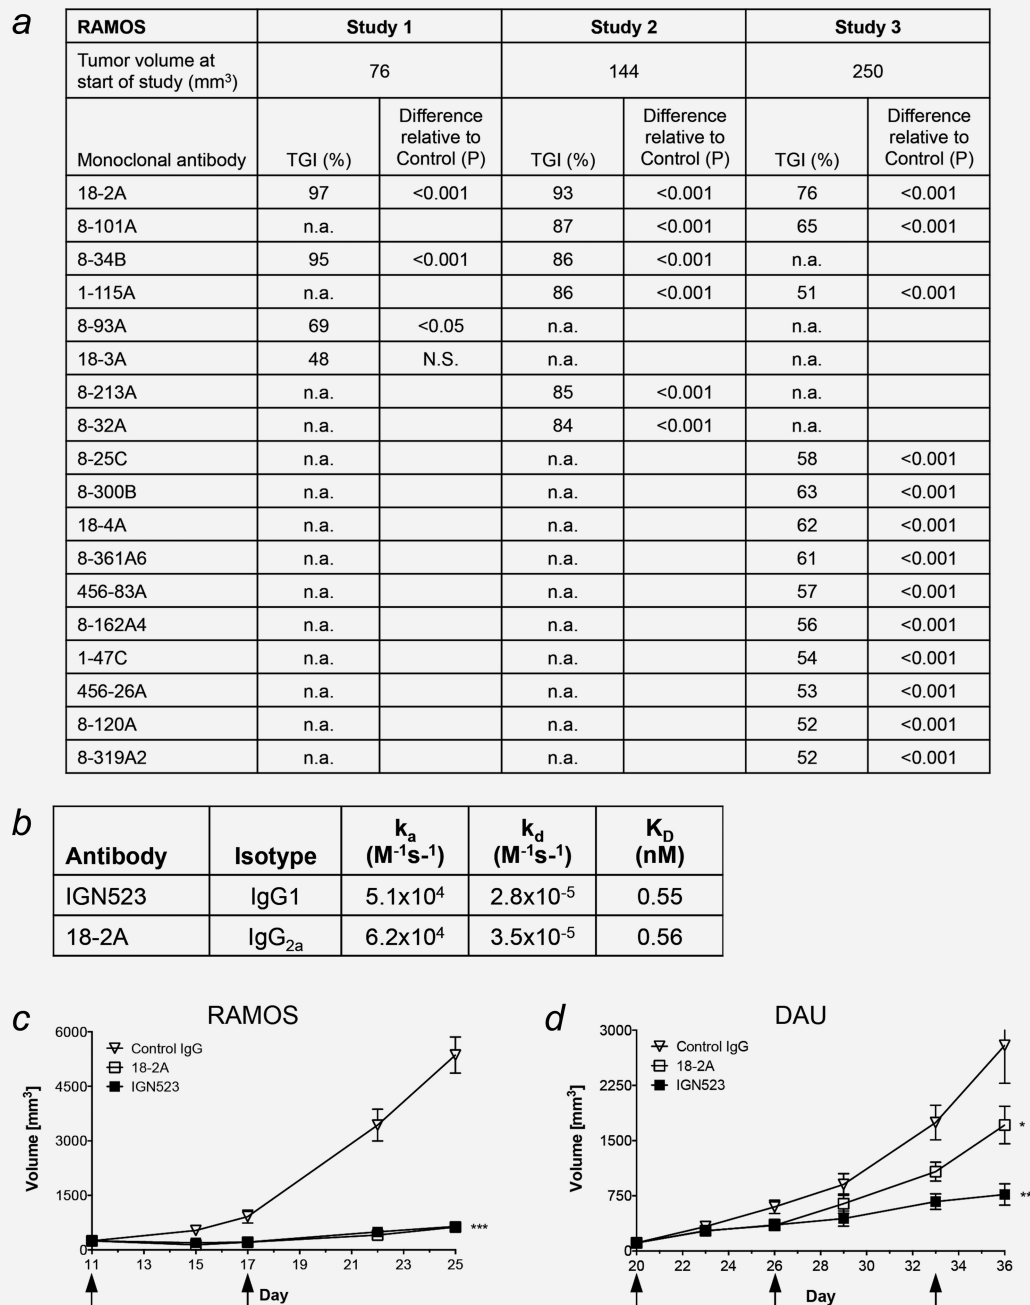 a
RAMOS Study 1 Study 2 Study 3
Tumor volume at
start of study (mm³) 76 144 250
Monoclonal antibody TGI (%) Difference relative to Control (P) TGI (%) Difference relative to Control (P) TGI (%) Difference relative to Control (P)
18-2A 97 <0.001 93 <0.001 76 <0.001
8-101A n.a. 87 <0.001 65 <0.001
8-34B 95 <0.001 86 <0.001 n.a.
1-115A n.a. 86 <0.001 51 <0.001
8-93A 69 <0.05 n.a. n.a.
18-3A 48 N.S. n.a. n.a.
8-213A n.a. 85 <0.001 n.a.
8-32A n.a. 84 <0.001 n.a.
8-25C n.a. n.a. 58 <0.001
8-300B n.a. n.a. 63 <0.001
18-4A n.a. n.a. 62 <0.001
8-361A6 n.a. n.a. 61 <0.001
456-83A n.a. n.a. 57 <0.001
8-162A4 n.a. n.a. 56 <0.001
1-47C n.a. n.a. 54 <0.001
456-26A n.a. n.a. 53 <0.001
8-120A n.a. n.a. 52 <0.001
8-319A2 n.a. n.a. 52 <0.001
b
Antibody Isotype kₐ (M⁻¹s-¹) k_d (M⁻¹s-¹) K_D (nM)
IGN523 IgG1 5.1x10⁴ 2.8x10⁻⁵ 0.55
18-2A IgG₂ₐ 6.2x10⁴ 3.5x10⁻⁵ 0.56
c RAMOS
Volume [mm³]
6000
4500
3000
1500
0
Control IgG
18-2A
IGN523
***
11 13 15 17 19 21 23 25
Day
d DAU
Volume [mm³]
3000
2250
1500
750
0
Control IgG
18-2A
IGN523
*
**
20 22 24 26 28 30 32 34 36
Day